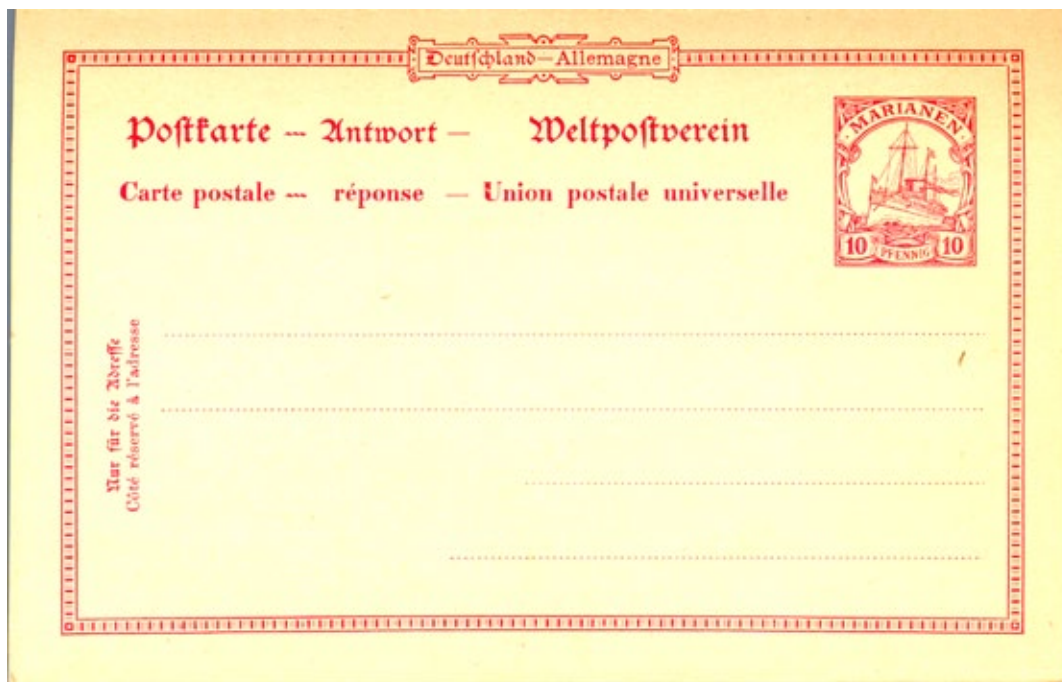 Deutschland—Allemagne
Postkarte — Antwort — Weltpostverein
Carte postale — réponse — Union postale universelle
MARIANEN
10 PFENNIG 10
Nur für die Adresse
Côté réservé à l'adresse